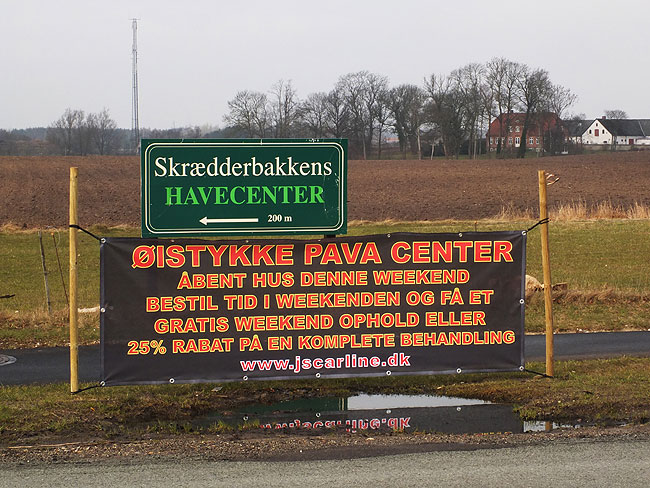 Skrædderbakkens
HAVECENTER
200 m
ØISTYKKE PAVA CENTER
ÅBENT HUS DENNE WEEKEND
BESTIL TID I WEEKENDEN OG FÅ ET
GRATIS WEEKEND OPHOLD ELLER
25% RABAT PÅ EN KOMPLETE BEHANDLING
www.jscarline.dk